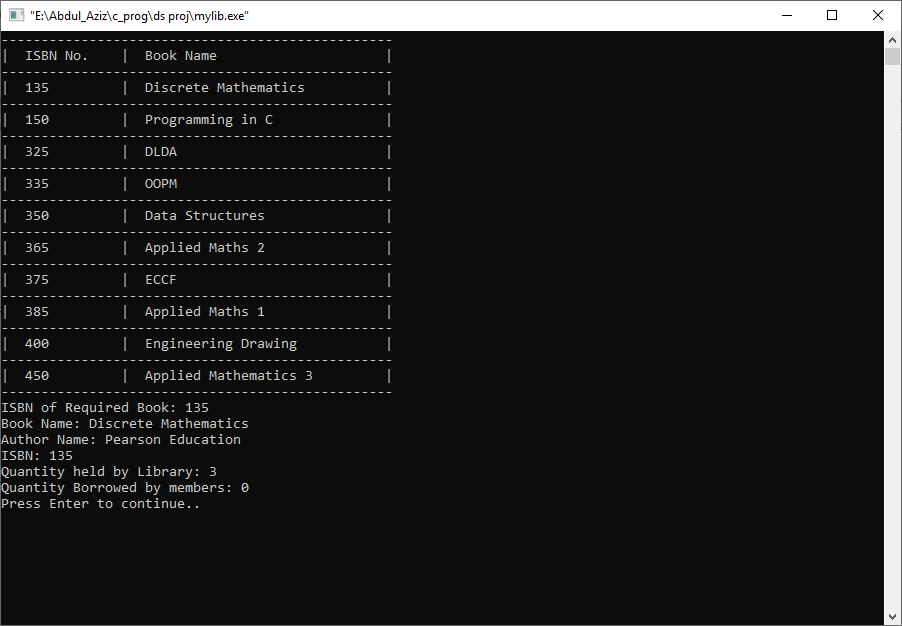 "E:\Abdul_Aziz\c_prog\ds proj\mylib.exe"
-------------------------------------------------
|  ISBN No.    |  Book Name                     |
-------------------------------------------------
|  135         |  Discrete Mathematics          |
-------------------------------------------------
|  150         |  Programming in C              |
-------------------------------------------------
|  325         |  DLDA                          |
-------------------------------------------------
|  335         |  OOPM                          |
-------------------------------------------------
|  350         |  Data Structures               |
-------------------------------------------------
|  365         |  Applied Maths 2               |
-------------------------------------------------
|  375         |  ECCF                          |
-------------------------------------------------
|  385         |  Applied Maths 1               |
-------------------------------------------------
|  400         |  Engineering Drawing           |
-------------------------------------------------
|  450         |  Applied Mathematics 3         |
-------------------------------------------------
ISBN of Required Book: 135
Book Name: Discrete Mathematics
Author Name: Pearson Education
ISBN: 135
Quantity held by Library: 3
Quantity Borrowed by members: 0
Press Enter to continue..